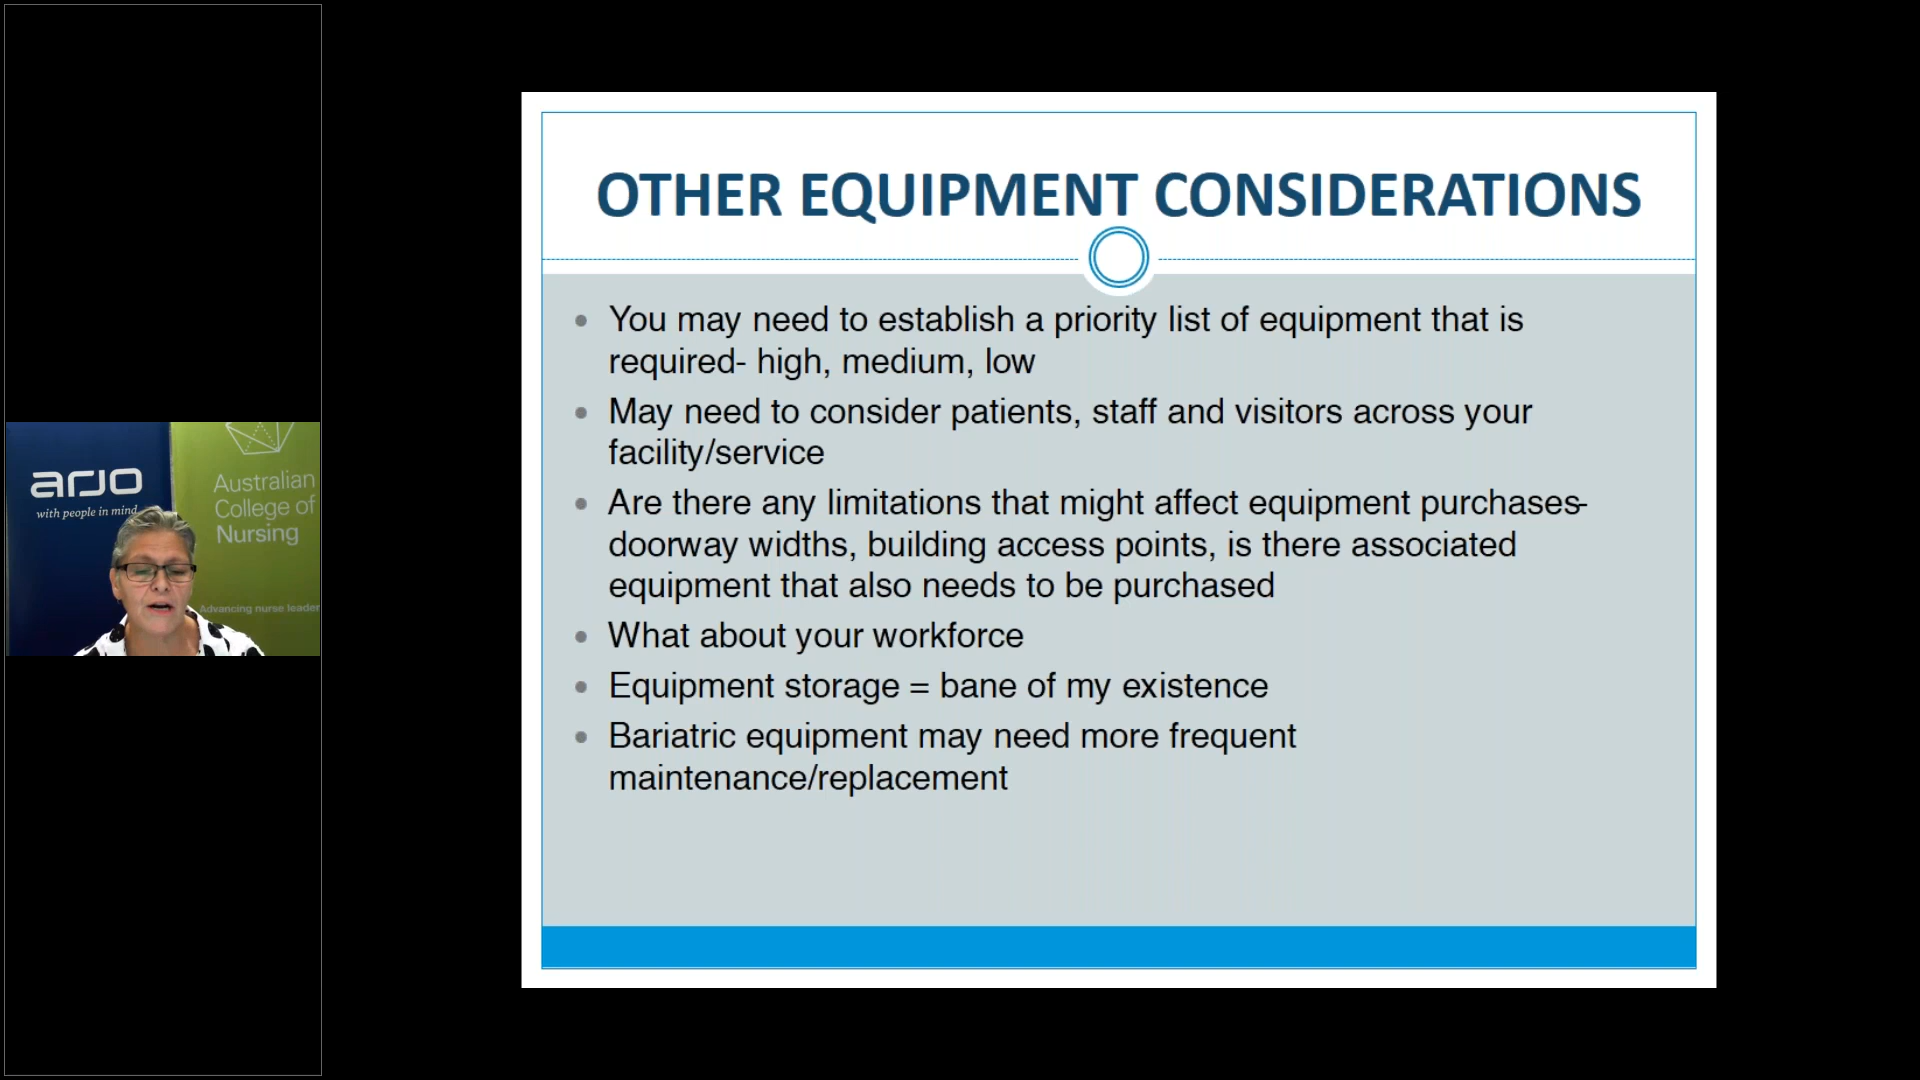 arjo
with people in mind
Australian
College of
Nursing
Advancing nurse leader
OTHER EQUIPMENT CONSIDERATIONS
You may need to establish a priority list of equipment that is
required- high, medium, low
May need to consider patients, staff and visitors across your
facility/service
Are there any limitations that might affect equipment purchases-
doorway widths, building access points, is there associated
equipment that also needs to be purchased
What about your workforce
Equipment storage = bane of my existence
Bariatric equipment may need more frequent
maintenance/replacement